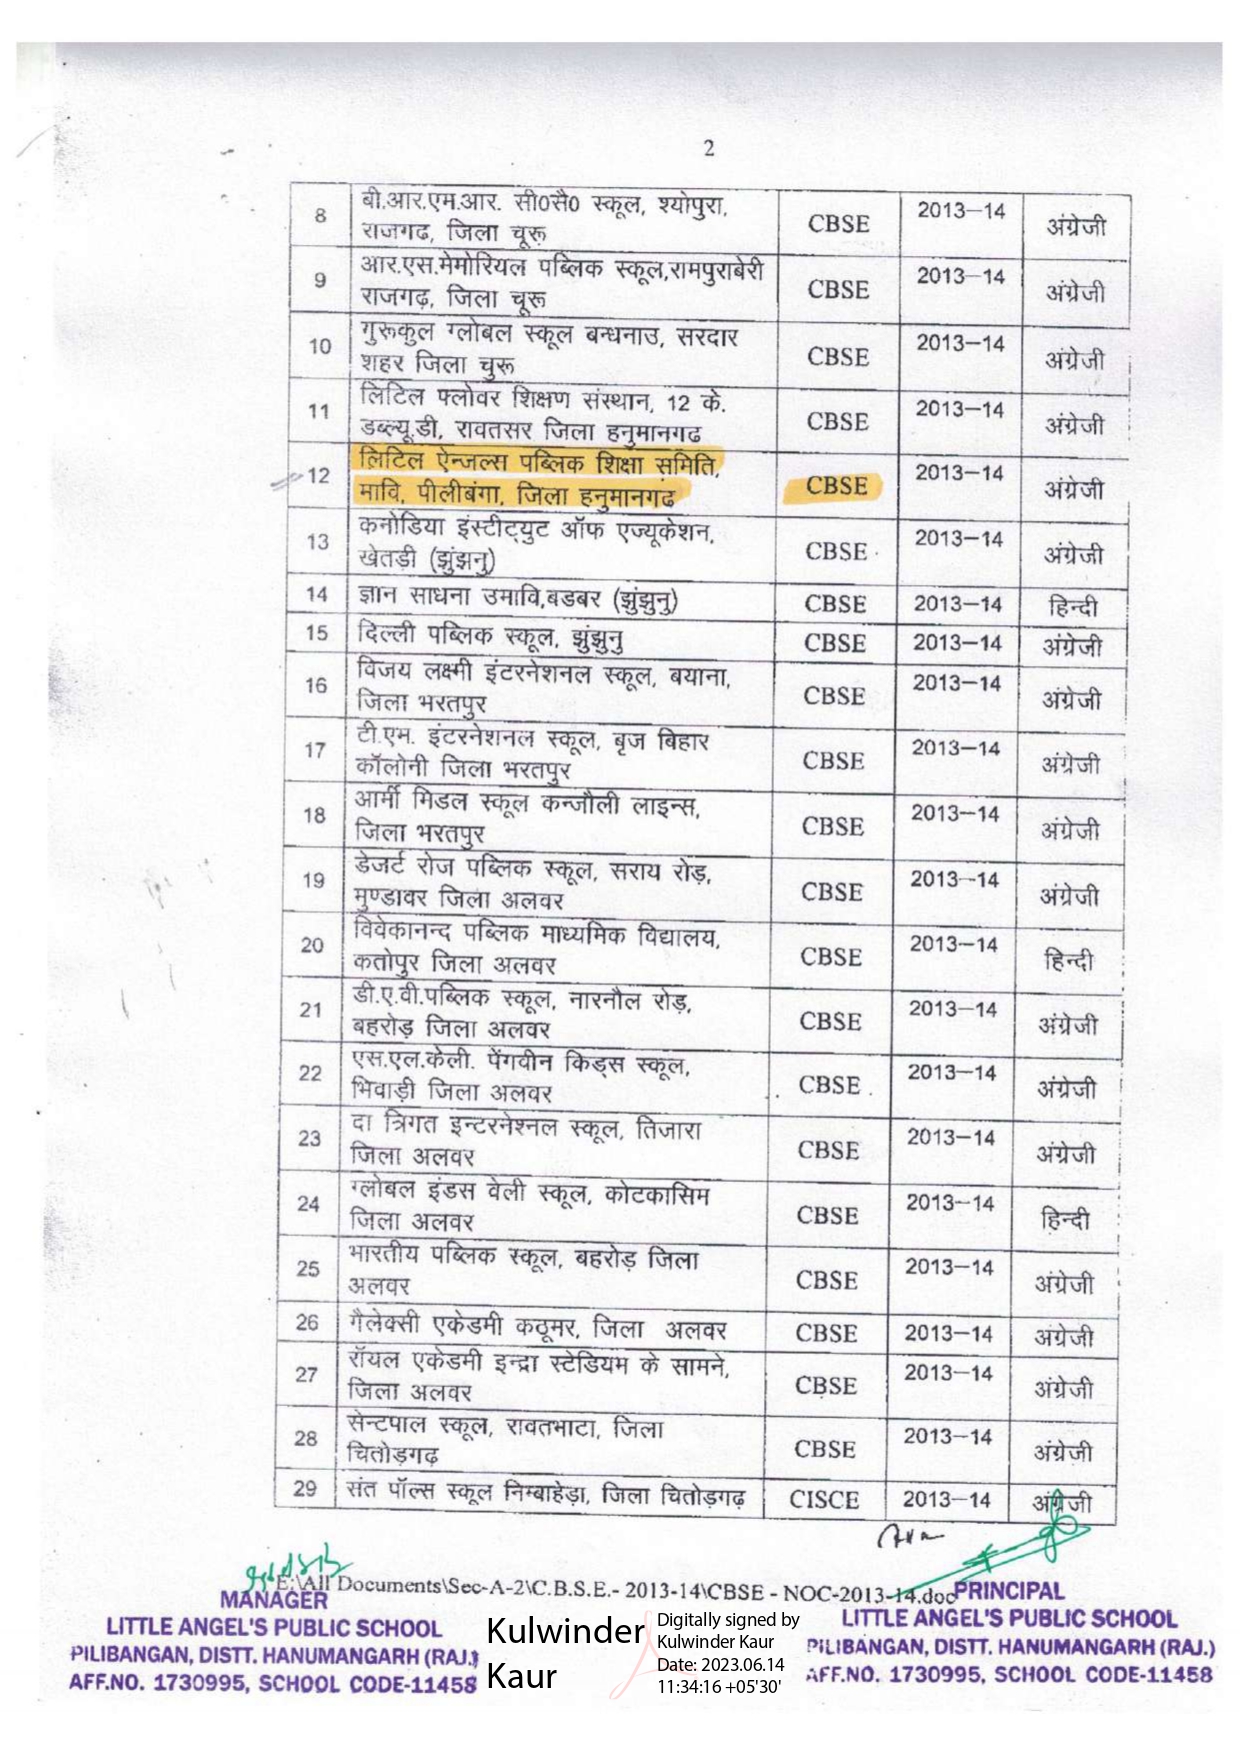 2
8 बी.आर.एम.आर. सी0सै0 स्कूल, श्योपुरा, CBSE 2013–14 अंग्रेजी
राजगढ, जिला चूरू
9 आर.एस.मेमोरियल पब्लिक स्कूल,रामपुराबेरी CBSE 2013–14 अंग्रेजी
राजगढ़, जिला चूरू
10 गुरूकुल ग्लोबल स्कूल बन्धनाउ, सरदार CBSE 2013–14 अंग्रेजी
शहर जिला चुरू
11 लिटिल फ्लोवर शिक्षण संस्थान, 12 के. CBSE 2013–14 अंग्रेजी
डब्ल्यू.डी, रावतसर जिला हनुमानगढ
12 लिटिल ऐन्जल्स पब्लिक शिक्षा समिति, CBSE 2013–14 अंग्रेजी
मावि, पीलीबंगा, जिला हनुमानगढ
13 कनोडिया इंस्टीट्युट ऑफ एज्यूकेशन, CBSE 2013–14 अंग्रेजी
खेतड़ी (झुंझनु)
14 ज्ञान साधना उमावि,बडबर (झुंझुनु) CBSE 2013–14 हिन्दी
15 दिल्ली पब्लिक स्कूल, झुंझुनु CBSE 2013–14 अंग्रेजी
16 विजय लक्ष्मी इंटरनेशनल स्कूल, बयाना, CBSE 2013–14 अंग्रेजी
जिला भरतपुर
17 टी.एम. इंटरनेशनल स्कूल, बृज बिहार CBSE 2013–14 अंग्रेजी
कॉलोनी जिला भरतपुर
18 आर्मी मिडल स्कूल कन्जौली लाइन्स, CBSE 2013–14 अंग्रेजी
जिला भरतपुर
19 डेजर्ट रोज पब्लिक स्कूल, सराय रोड़, CBSE 2013–14 अंग्रेजी
मुण्डावर जिला अलवर
20 विवेकानन्द पब्लिक माध्यमिक विद्यालय, CBSE 2013–14 हिन्दी
कतोपुर जिला अलवर
21 डी.ए.वी.पब्लिक स्कूल, नारनौल रोड़, CBSE 2013–14 अंग्रेजी
बहरोड़ जिला अलवर
22 एस.एल.केली. पेंगवीन किड्स स्कूल, CBSE 2013–14 अंग्रेजी
भिवाड़ी जिला अलवर
23 दा त्रिगत इन्टरनेश्नल स्कूल, तिजारा CBSE 2013–14 अंग्रेजी
जिला अलवर
24 ग्लोबल इंडस वेली स्कूल, कोटकासिम CBSE 2013–14 हिन्दी
जिला अलवर
25 भारतीय पब्लिक स्कूल, बहरोड़ जिला CBSE 2013–14 अंग्रेजी
अलवर
26 गैलेक्सी एकेडमी कठूमर, जिला अलवर CBSE 2013–14 अंग्रेजी
27 रॉयल एकेडमी इन्द्रा स्टेडियम के सामने, CBSE 2013–14 अंग्रेजी
जिला अलवर
28 सेन्टपाल स्कूल, रावतभाटा, जिला CBSE 2013–14 अंग्रेजी
चितोड़गढ़
29 संत पॉल्स स्कूल निम्बाहेड़ा, जिला चितोड़गढ़ CISCE 2013–14 अंग्रेजी
E:\All Documents\Sec-A-2\C.B.S.E.- 2013-14\CBSE - NOC-2013-14.doc
MANAGER
LITTLE ANGEL'S PUBLIC SCHOOL
PILIBANGAN, DISTT. HANUMANGARH (RAJ.)
AFF.NO. 1730995, SCHOOL CODE-11458
Kulwinder
Kaur
Digitally signed by
Kulwinder Kaur
Date: 2023.06.14
11:34:16 +05'30'
PRINCIPAL
LITTLE ANGEL'S PUBLIC SCHOOL
PILIBANGAN, DISTT. HANUMANGARH (RAJ.)
AFF.NO. 1730995, SCHOOL CODE-11458